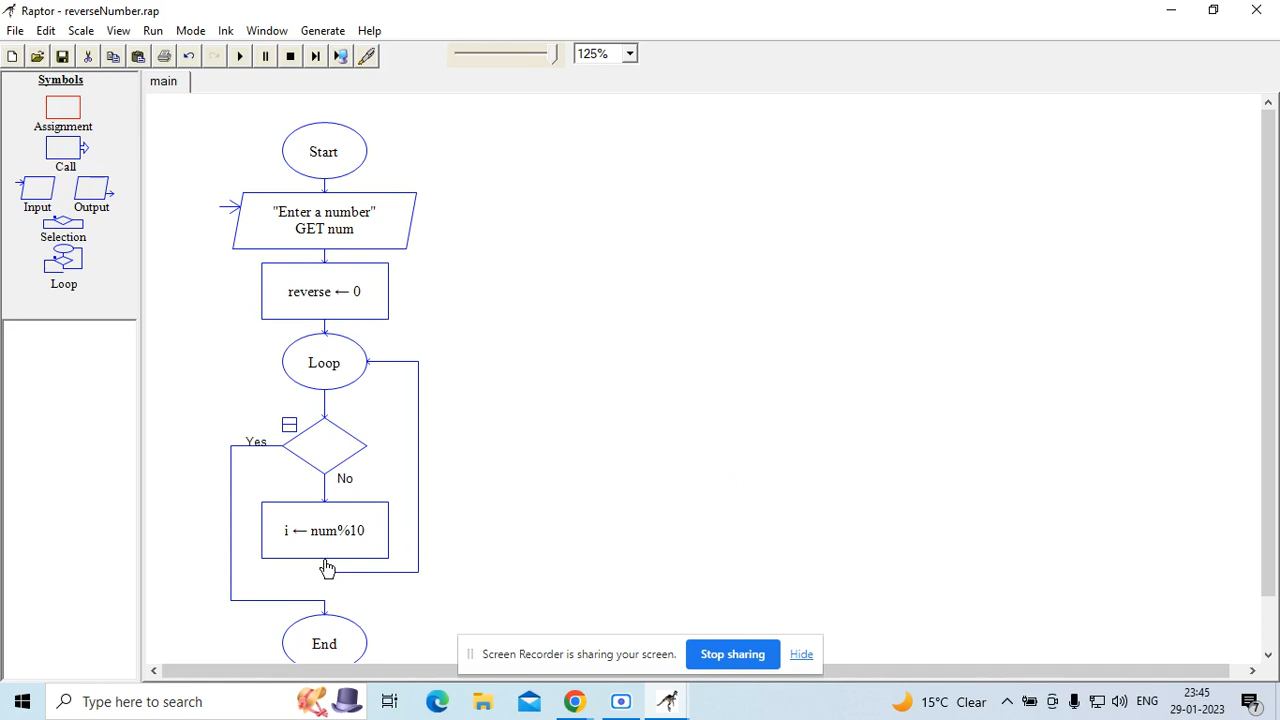 Raptor - reverseNumber.rap
File Edit Scale View Run Mode Ink Window Generate Help
125%
Symbols
main
Assignment
Call
Input Output
Selection
Loop
Start
"Enter a number"
GET num
reverse ← 0
Loop
Yes
No
i ← num%10
End
Screen Recorder is sharing your screen. Stop sharing Hide
Type here to search
15°C Clear
ENG
23:45
29-01-2023
7